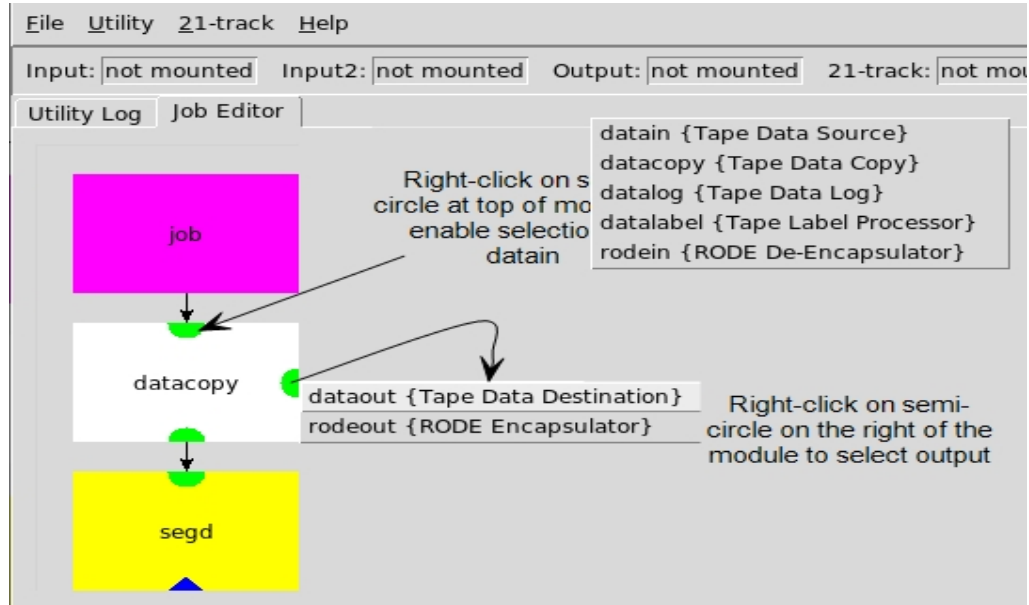 File Utility 21-track Help
Input: not mounted Input2: not mounted Output: not mounted 21-track: not
Utility Log Job Editor
datain {Tape Data Source}
datacopy {Tape Data Copy}
datalog {Tape Data Log}
datalabel {Tape Label Processor}
rodein {RODE De-Encapsulator}
Right-click on s
circle at top of mo
enable selectio
datain
job
datacopy
dataout {Tape Data Destination}
rodeout {RODE Encapsulator}
Right-click on semi-
circle on the right of the
module to select output
segd